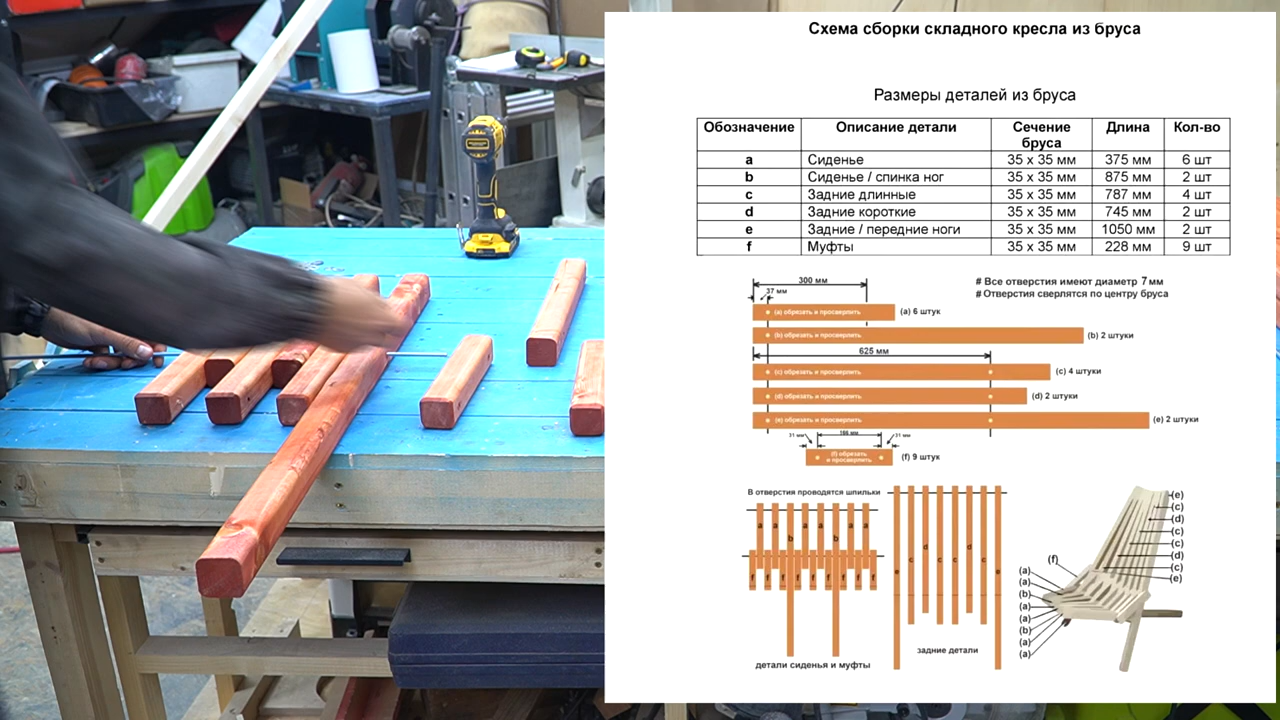 Схема сборки складного кресла из бруса
Размеры деталей из бруса
Обозначение Описание детали Сечение бруса Длина Кол-во
a Сиденье 35 x 35 мм 375 мм 6 шт
b Сиденье / спинка ног 35 x 35 мм 875 мм 2 шт
c Задние длинные 35 x 35 мм 787 мм 4 шт
d Задние короткие 35 x 35 мм 745 мм 2 шт
e Задние / передние ноги 35 x 35 мм 1050 мм 2 шт
f Муфты 35 x 35 мм 228 мм 9 шт
300 мм
37 мм
# Все отверстия имеют диаметр 7 мм
# Отверстия сверлятся по центру бруса
(a) обрезать и просверлить (a) 6 штук
(b) обрезать и просверлить (b) 2 штуки
625 мм
(c) обрезать и просверлить (c) 4 штуки
(d) обрезать и просверлить (d) 2 штуки
(e) обрезать и просверлить (e) 2 штуки
31 мм 166 мм 31 мм
(f) обрезать
и просверлить
(f) 9 штук
В отверстия проводятся шпильки
a a b a a b a a
f f f f f f f f f
детали сиденья и муфты
e c d c c d c e
задние детали
(e)
(c)
(d)
(c)
(c)
(d)
(c)
(e)
(f)
(a)
(a)
(b)
(a)
(a)
(b)
(a)
(a)